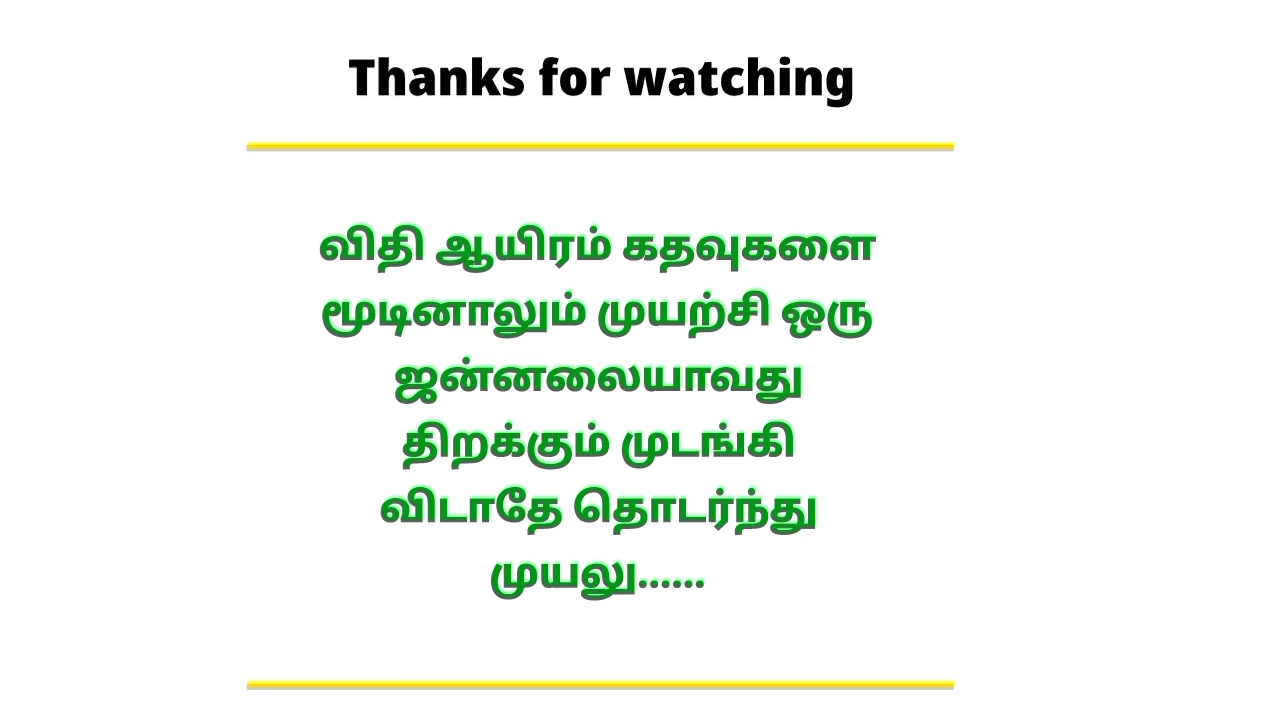 Thanks for watching
விதி ஆயிரம் கதவுகளை
மூடினாலும் முயற்சி ஒரு
ஜன்னலையாவது
திறக்கும் முடங்கி
விடாதே தொடர்ந்து
முயலு......